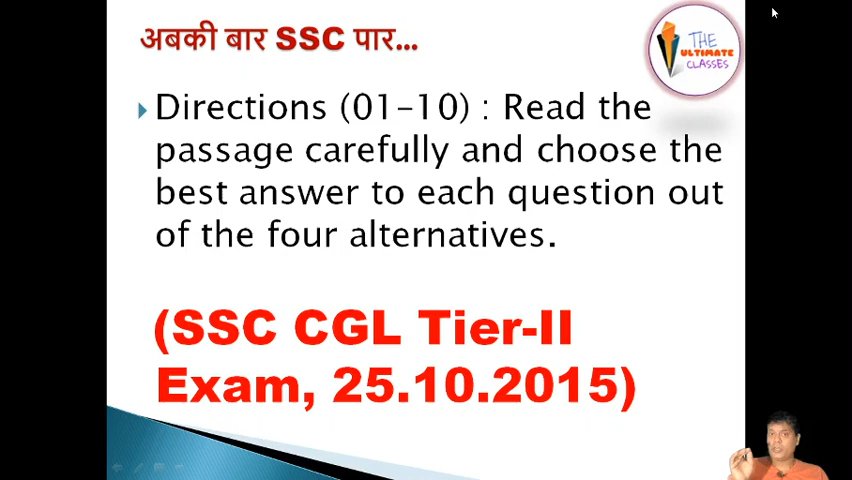 अबकी बार SSC पार...
THE
ULTIMATE
CLASSES
Directions (01-10) : Read the
passage carefully and choose the
best answer to each question out
of the four alternatives.
(SSC CGL Tier-II
Exam, 25.10.2015)